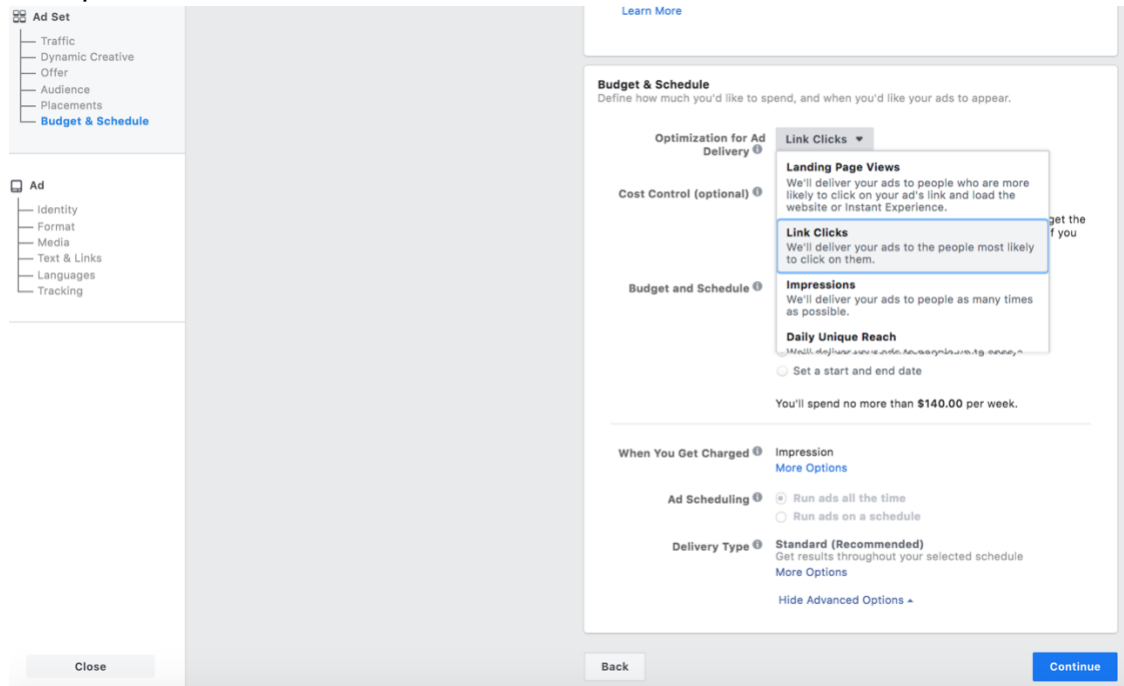 Ad Set
Traffic
Dynamic Creative
Offer
Audience
Placements
Budget & Schedule
Ad
Identity
Format
Media
Text & Links
Languages
Tracking
Close
Learn More
Budget & Schedule
Define how much you'd like to spend, and when you'd like your ads to appear.
Optimization for Ad
Delivery
Link Clicks
Landing Page Views
We'll deliver your ads to people who are more
likely to click on your ad's link and load the
website or Instant Experience.
Link Clicks
We'll deliver your ads to the people most likely
to click on them.
Impressions
We'll deliver your ads to people as many times
as possible.
Daily Unique Reach
Cost Control (optional)
get the
f you
Budget and Schedule
Set a start and end date
You'll spend no more than $140.00 per week.
When You Get Charged
Impression
More Options
Ad Scheduling
Run ads all the time
Run ads on a schedule
Delivery Type
Standard (Recommended)
Get results throughout your selected schedule
More Options
Hide Advanced Options
Back
Continue